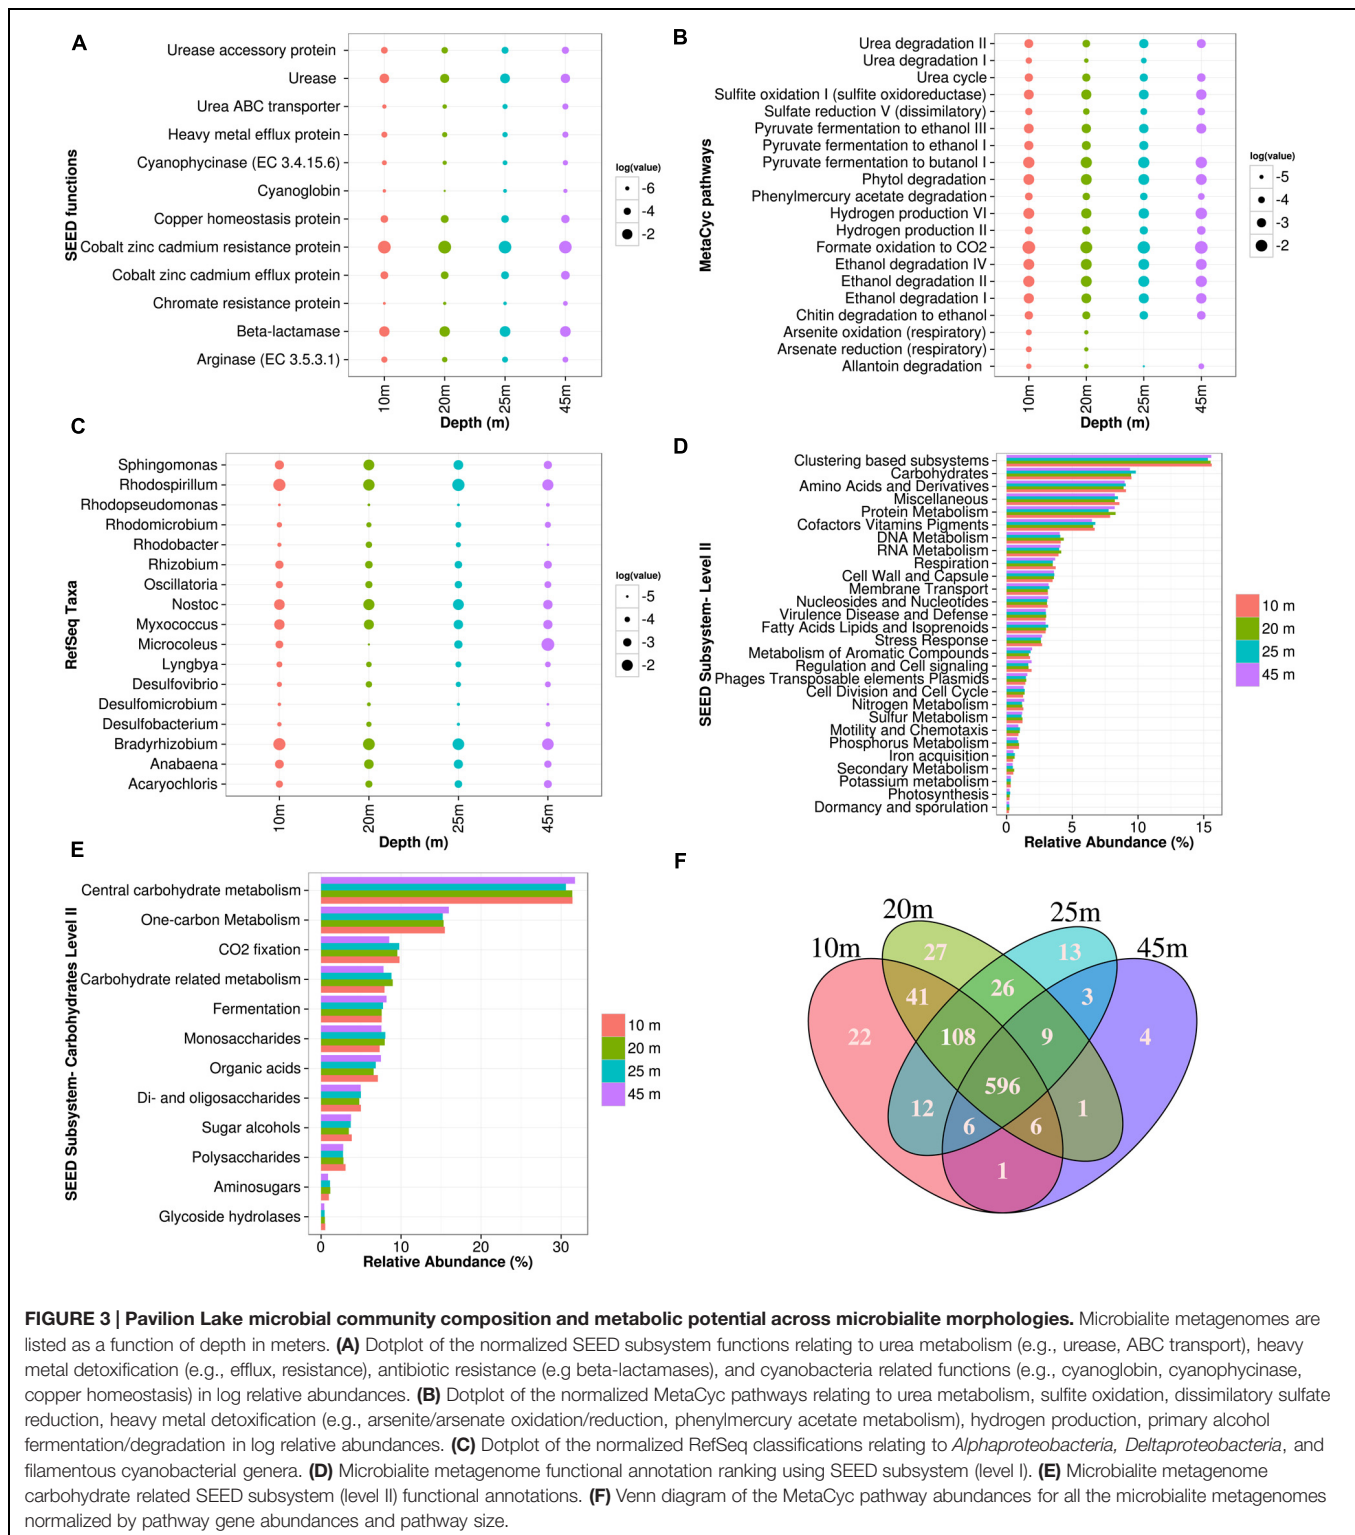 A
SEED functions
Urease accessory protein
Urease
Urea ABC transporter
Heavy metal efflux protein
Cyanophycinase (EC 3.4.15.6)
Cyanoglobin
Copper homeostasis protein
Cobalt zinc cadmium resistance protein
Cobalt zinc cadmium efflux protein
Chromate resistance protein
Beta-lactamase
Arginase (EC 3.5.3.1)
10m
20m
25m
45m
Depth (m)
log(value)
-6
-4
-2
B
MetaCyc pathways
Urea degradation II
Urea degradation I
Urea cycle
Sulfite oxidation I (sulfite oxidoreductase)
Sulfate reduction V (dissimilatory)
Pyruvate fermentation to ethanol III
Pyruvate fermentation to ethanol I
Pyruvate fermentation to butanol I
Phytol degradation
Phenylmercury acetate degradation
Hydrogen production VI
Hydrogen production II
Formate oxidation to CO2
Ethanol degradation IV
Ethanol degradation II
Ethanol degradation I
Chitin degradation to ethanol
Arsenite oxidation (respiratory)
Arsenate reduction (respiratory)
Allantoin degradation
10m
20m
25m
45m
Depth (m)
log(value)
-5
-4
-3
-2
C
RefSeq Taxa
Sphingomonas
Rhodospirillum
Rhodopseudomonas
Rhodomicrobium
Rhodobacter
Rhizobium
Oscillatoria
Nostoc
Myxococcus
Microcoleus
Lyngbya
Desulfovibrio
Desulfomicrobium
Desulfobacterium
Bradyrhizobium
Anabaena
Acaryochloris
10m
20m
25m
45m
Depth (m)
log(value)
-5
-4
-3
-2
D
SEED Subsystem- Level II
Clustering based subsystems
Carbohydrates
Amino Acids and Derivatives
Miscellaneous
Protein Metabolism
Cofactors Vitamins Pigments
DNA Metabolism
RNA Metabolism
Respiration
Cell Wall and Capsule
Membrane Transport
Nucleosides and Nucleotides
Virulence Disease and Defense
Fatty Acids Lipids and Isoprenoids
Stress Response
Metabolism of Aromatic Compounds
Regulation and Cell signaling
Phages Transposable elements Plasmids
Cell Division and Cell Cycle
Nitrogen Metabolism
Sulfur Metabolism
Motility and Chemotaxis
Phosphorus Metabolism
Iron acquisition
Secondary Metabolism
Potassium metabolism
Photosynthesis
Dormancy and sporulation
0 5 10 15
Relative Abundance (%)
10 m
20 m
25 m
45 m
E
SEED Subsystem- Carbohydrates Level II
Central carbohydrate metabolism
One-carbon Metabolism
CO2 fixation
Carbohydrate related metabolism
Fermentation
Monosaccharides
Organic acids
Di- and oligosaccharides
Sugar alcohols
Polysaccharides
Aminosugars
Glycoside hydrolases
0 10 20 30
Relative Abundance (%)
10 m
20 m
25 m
45 m
F
20m 25m
10m 45m
27 13
41 26 3
22 108 9 4
596
12 1
6 6
1
FIGURE 3 | Pavilion Lake microbial community composition and metabolic potential across microbialite morphologies. Microbialite metagenomes are
listed as a function of depth in meters. (A) Dotplot of the normalized SEED subsystem functions relating to urea metabolism (e.g., urease, ABC transport), heavy
metal detoxification (e.g., efflux, resistance), antibiotic resistance (e.g beta-lactamases), and cyanobacteria related functions (e.g., cyanoglobin, cyanophycinase,
copper homeostasis) in log relative abundances. (B) Dotplot of the normalized MetaCyc pathways relating to urea metabolism, sulfite oxidation, dissimilatory sulfate
reduction, heavy metal detoxification (e.g., arsenite/arsenate oxidation/reduction, phenylmercury acetate metabolism), hydrogen production, primary alcohol
fermentation/degradation in log relative abundances. (C) Dotplot of the normalized RefSeq classifications relating to Alphaproteobacteria, Deltaproteobacteria, and
filamentous cyanobacterial genera. (D) Microbialite metagenome functional annotation ranking using SEED subsystem (level I). (E) Microbialite metagenome
carbohydrate related SEED subsystem (level II) functional annotations. (F) Venn diagram of the MetaCyc pathway abundances for all the microbialite metagenomes
normalized by pathway gene abundances and pathway size.